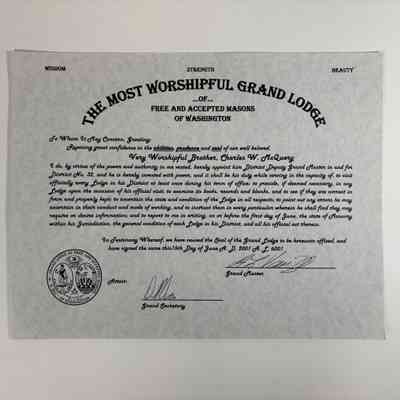 WISDOM STRENGTH BEAUTY
THE MOST WORSHIPFUL GRAND LODGE
...OF...
FREE AND ACCEPTED MASONS
OF WASHINGTON
To Whom It May Concern, Greeting:
Reposing great confidence in the abilities, prudence and zeal of our well beloved,
Very Worshipful Brother, Charles W. McQuery
I do, by virtue of the power and authority in me vested, hereby appoint him District Deputy Grand Master in and for
District No. 32, and he is hereby invested with power, and it shall be his duty while serving in the capacity of, to visit
officially every Lodge in his District at least once during his term of office; to preside, if deemed necessary, in any
Lodge upon the occasion of his official visit; to examine its books, records and blanks, and to see if they are correct in
form and properly kept; to ascertain the state and condition of the Lodge in all respects; to point out any errors he may
ascertain in their conduct and mode of working, and to instruct them in every particular wherein he shall find they may
require or desire information; and to report to me in writing, on or before the first day of June, the state of Masonry
within his Jurisdiction, the general condition of each Lodge in his District, and all his official acts therein.
In Testimony Whereof, we have caused the Seal of the Grand Lodge to be hereunto affixed, and
have signed the same this 16th Day of June A. D. 2001 A. L. 6001
Grand Master
Attest:
Grand Secretary